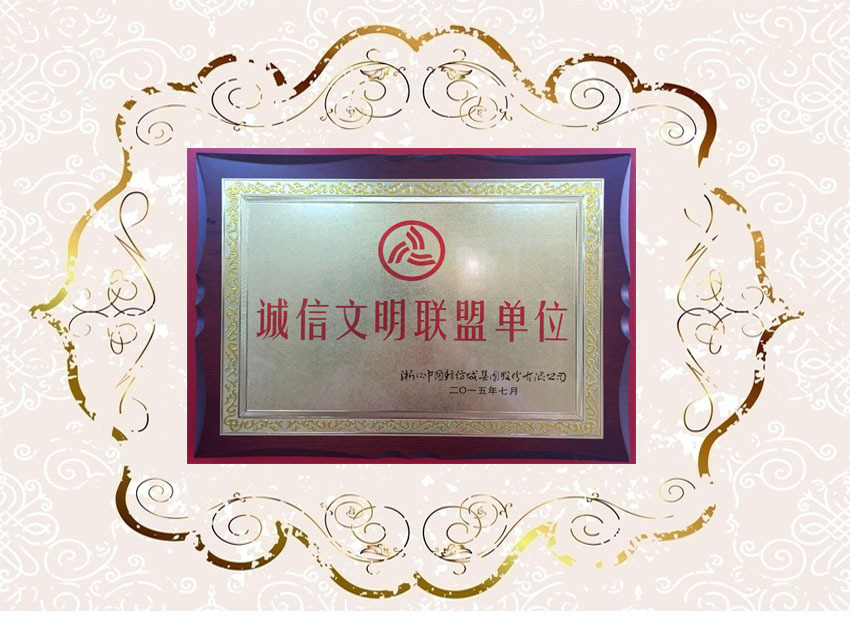 诚信文明联盟单位
浙江中国轻纺城集团股份有限公司
二〇一五年七月